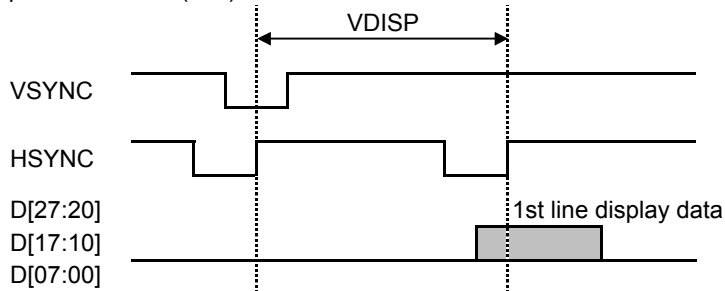 VDISP
VSYNC
HSYNC
D[27:20]
1st line display data
D[17:10]
D[07:00]